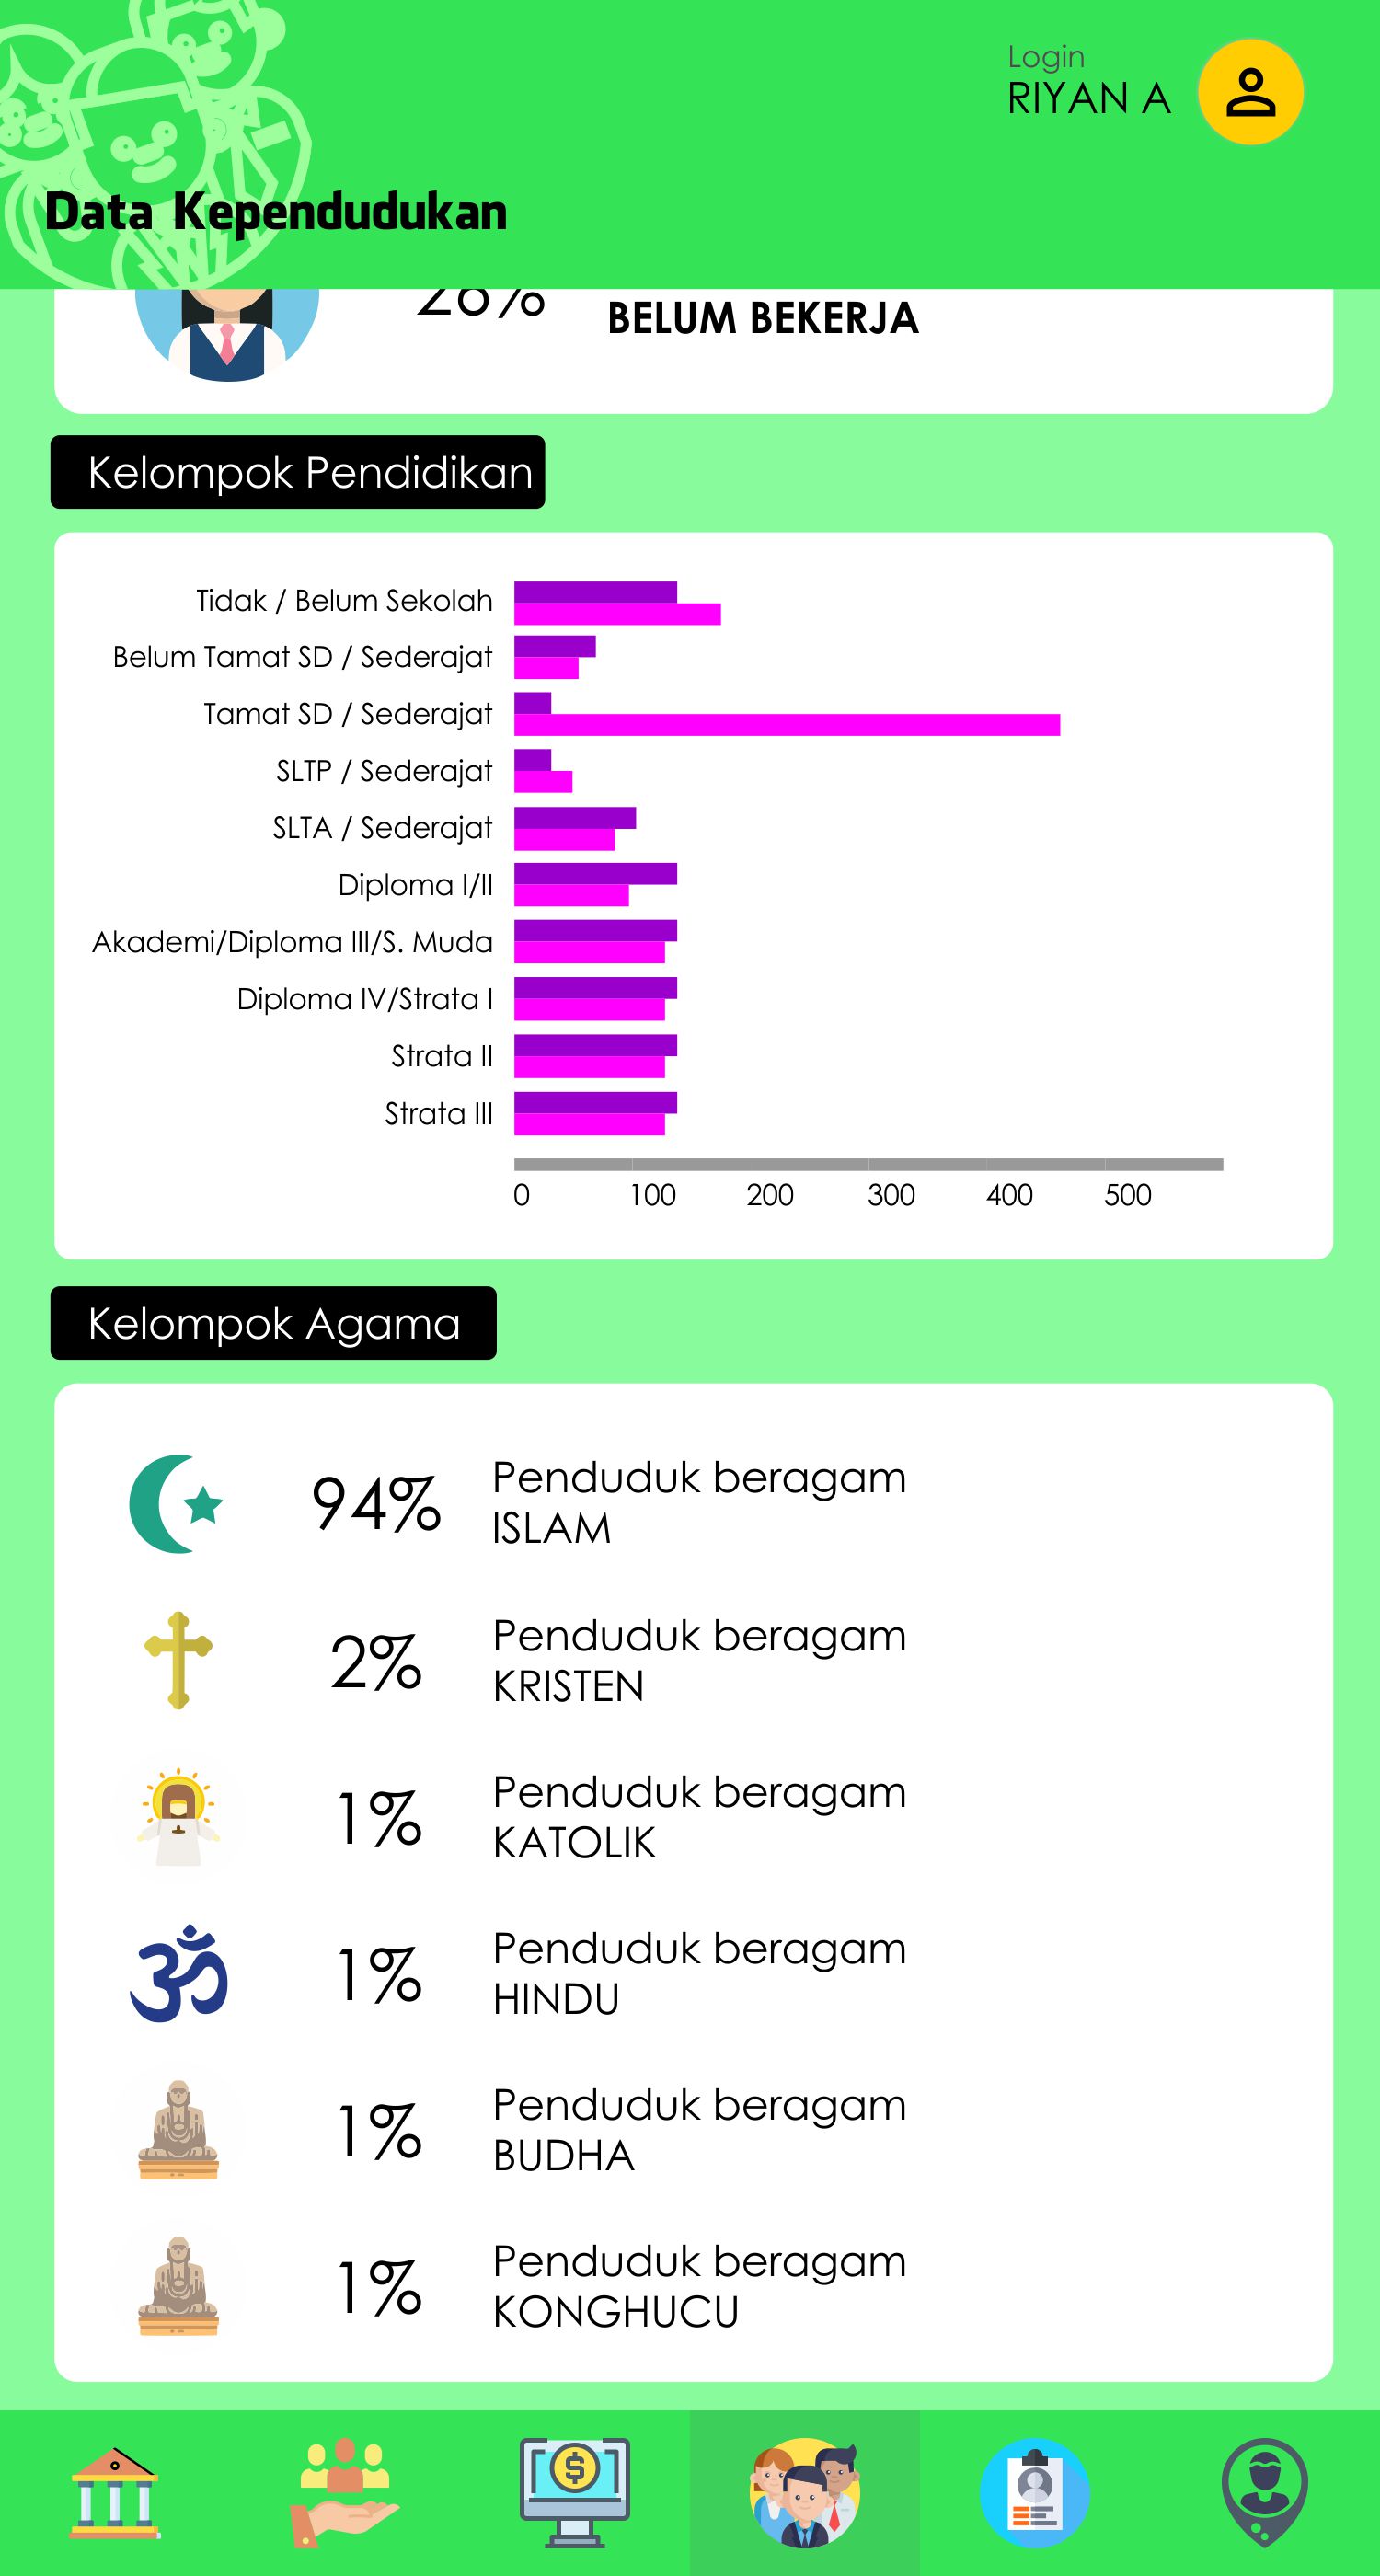 Login
RIYAN A
Data Kependudukan
BELUM BEKERJA
Kelompok Pendidikan
Tidak / Belum Sekolah
Belum Tamat SD / Sederajat
Tamat SD / Sederajat
SLTP / Sederajat
SLTA / Sederajat
Diploma I/II
Akademi/Diploma III/S. Muda
Diploma IV/Strata I
Strata II
Strata III
0 100 200 300 400 500
Kelompok Agama
94% Penduduk beragam
ISLAM
2% Penduduk beragam
KRISTEN
1% Penduduk beragam
KATOLIK
1% Penduduk beragam
HINDU
1% Penduduk beragam
BUDHA
1% Penduduk beragam
KONGHUCU